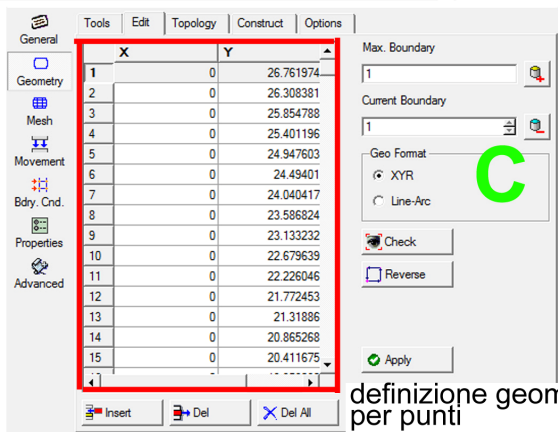 Tools Edit Topology Construct Options
General
Geometry
Mesh
Movement
Bdry. Cnd.
Properties
Advanced
X Y
1 0 26.761974
2 0 26.308381
3 0 25.854788
4 0 25.401196
5 0 24.947603
6 0 24.49401
7 0 24.040417
8 0 23.586824
9 0 23.133232
10 0 22.679639
11 0 22.226046
12 0 21.772453
13 0 21.31886
14 0 20.865268
15 0 20.411675
Insert Del Del All
Max. Boundary
1
Current Boundary
1
Geo Format
XYR
Line-Arc
C
Check
Reverse
Apply
definizione geom
per punti